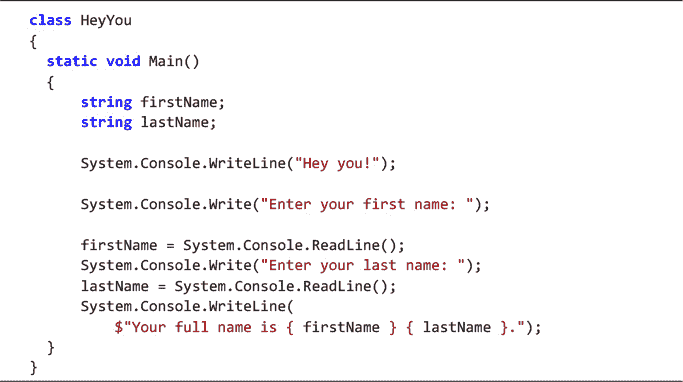 class HeyYou
{
  static void Main()
  {
      string firstName;
      string lastName;

      System.Console.WriteLine("Hey you!");

      System.Console.Write("Enter your first name: ");

      firstName = System.Console.ReadLine();
      System.Console.Write("Enter your last name: ");
      lastName = System.Console.ReadLine();
      System.Console.WriteLine(
          $"Your full name is { firstName } { lastName }.");
  }
}